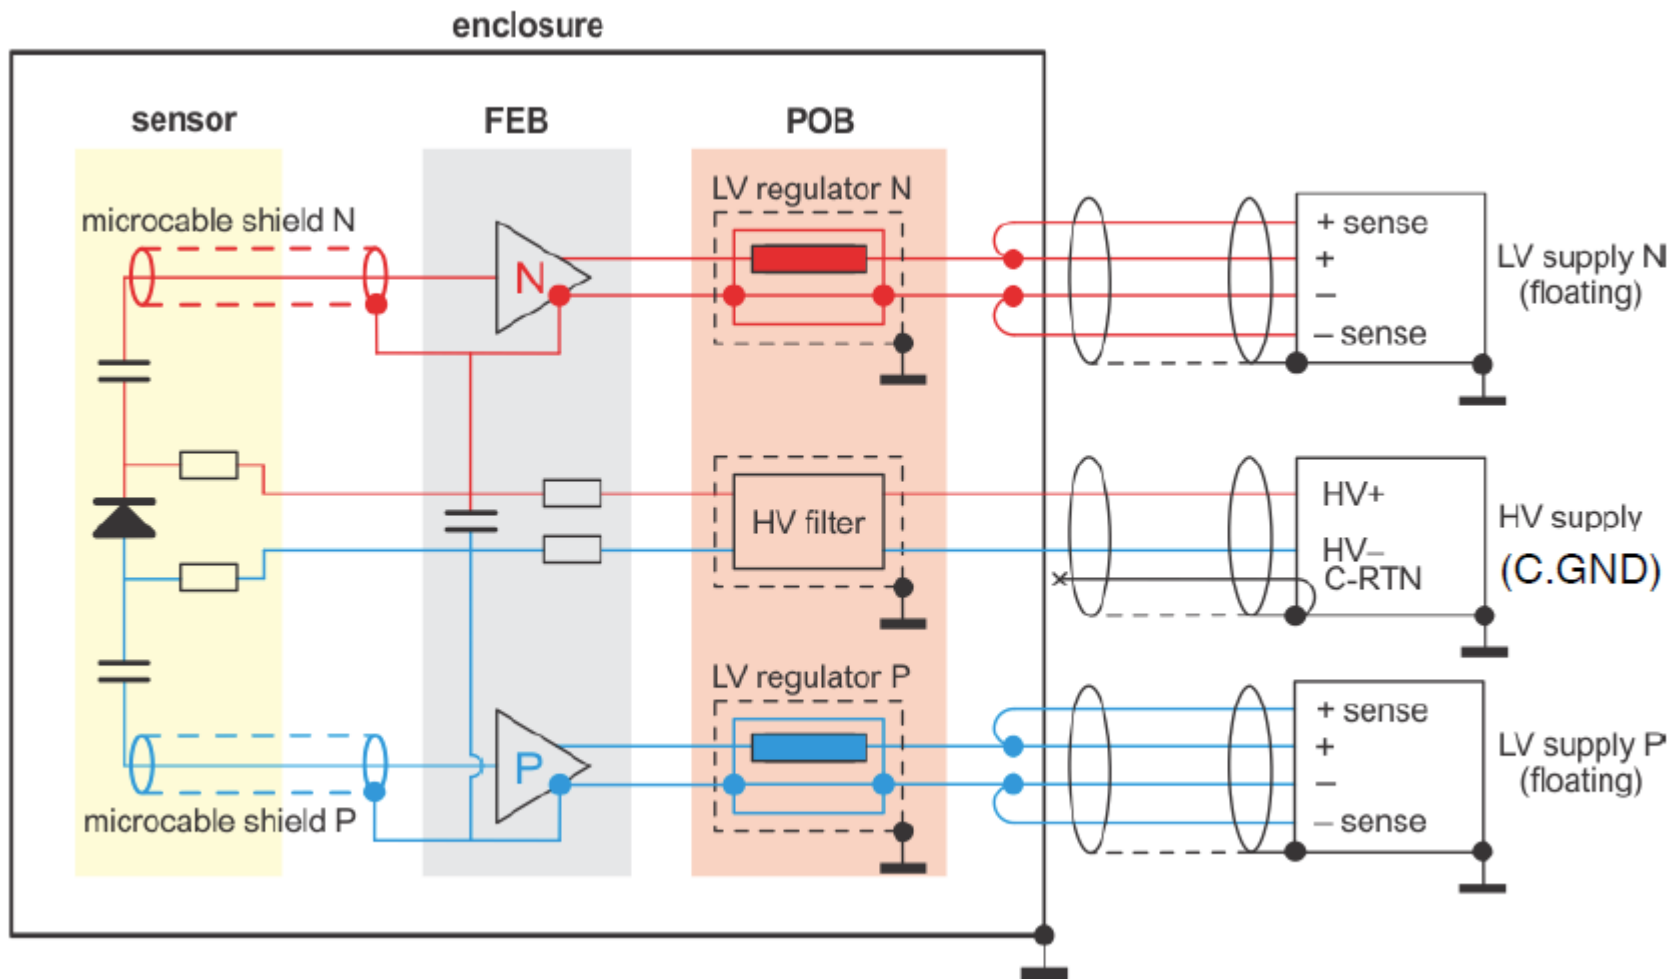 enclosure
sensor
FEB
POB
microcable shield N
LV regulator N
N
+ sense
+
–
– sense
LV supply N
(floating)
HV filter
HV+
HV–
C-RTN
HV supply
(C.GND)
LV regulator P
P
microcable shield P
+ sense
+
–
– sense
LV supply P
(floating)